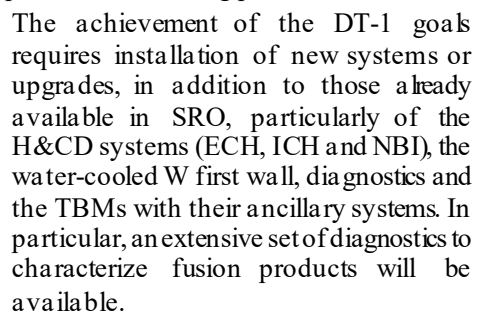 The achievement of the DT-1 goals
requires installation of new systems or
upgrades, in addition to those already
available in SRO, particularly of the
H&CD systems (ECH, ICH and NBI), the
water-cooled W first wall, diagnostics and
the TBMs with their ancillary systems. In
particular, an extensive set of diagnostics to
characterize fusion products will be
available.